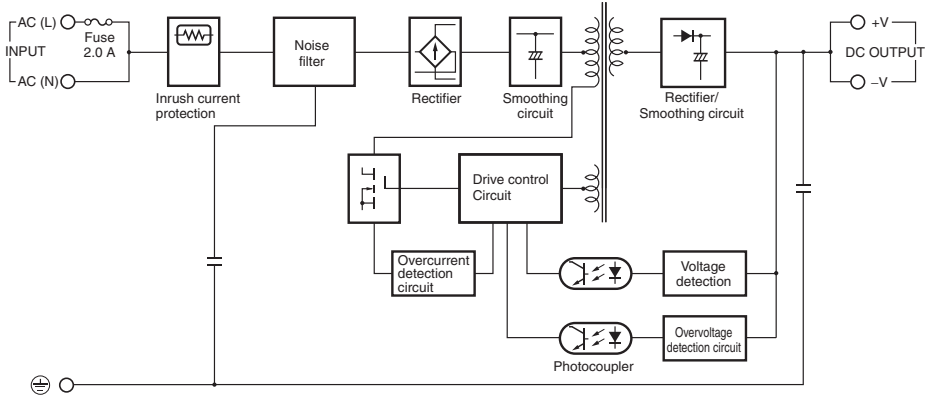 AC (L)
Fuse
2.0 A
INPUT
AC (N)
Inrush current
protection
Noise
filter
Rectifier
Smoothing
circuit
Rectifier/
Smoothing circuit
+V
DC OUTPUT
–V
Drive control
Circuit
Overcurrent
detection
circuit
Voltage
detection
Overvoltage
detection circuit
Photocoupler